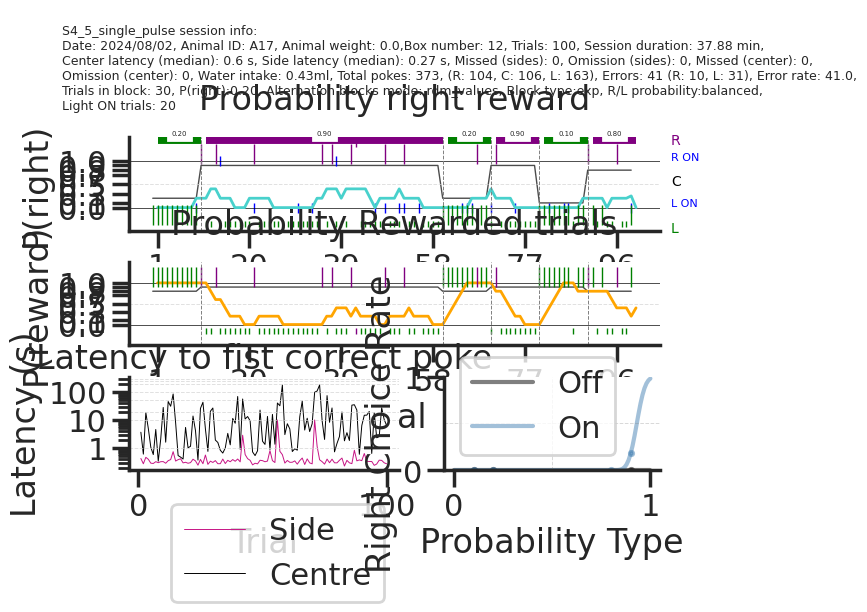 S4_5_single_pulse session info:
Date: 2024/08/02, Animal ID: A17, Animal weight: 0.0,Box number: 12, Trials: 100, Session duration: 37.88 min,
Center latency (median): 0.6 s, Side latency (median): 0.27 s, Missed (sides): 0, Omission (sides): 0, Missed (center): 0,
Omission (center): 0, Water intake: 0.43ml, Total pokes: 373, (R: 104, C: 106, L: 163), Errors: 41 (R: 10, L: 31), Error rate: 41.0,
Trials in block: 30, P(right):0.20, Alternation blocks mode: rdm-values, Block type:exp, R/L probability:balanced,
Light ON trials: 20
Probability right reward
0.20 0.90 0.20 0.90 0.10 0.80
R
R ON
C
L ON
L
P(right)
1.0
0.0
1 20 39 58 77 96
Probability Rewarded trials
P(reward)
1.0
0.0
1 20 39 58 77 96
Latency to fist correct poke
Latency (s)
100
10
1
0 100
Trial
Side
Centre
Right Choice Rate
1
0
al
Off
On
0 1
Probability Type